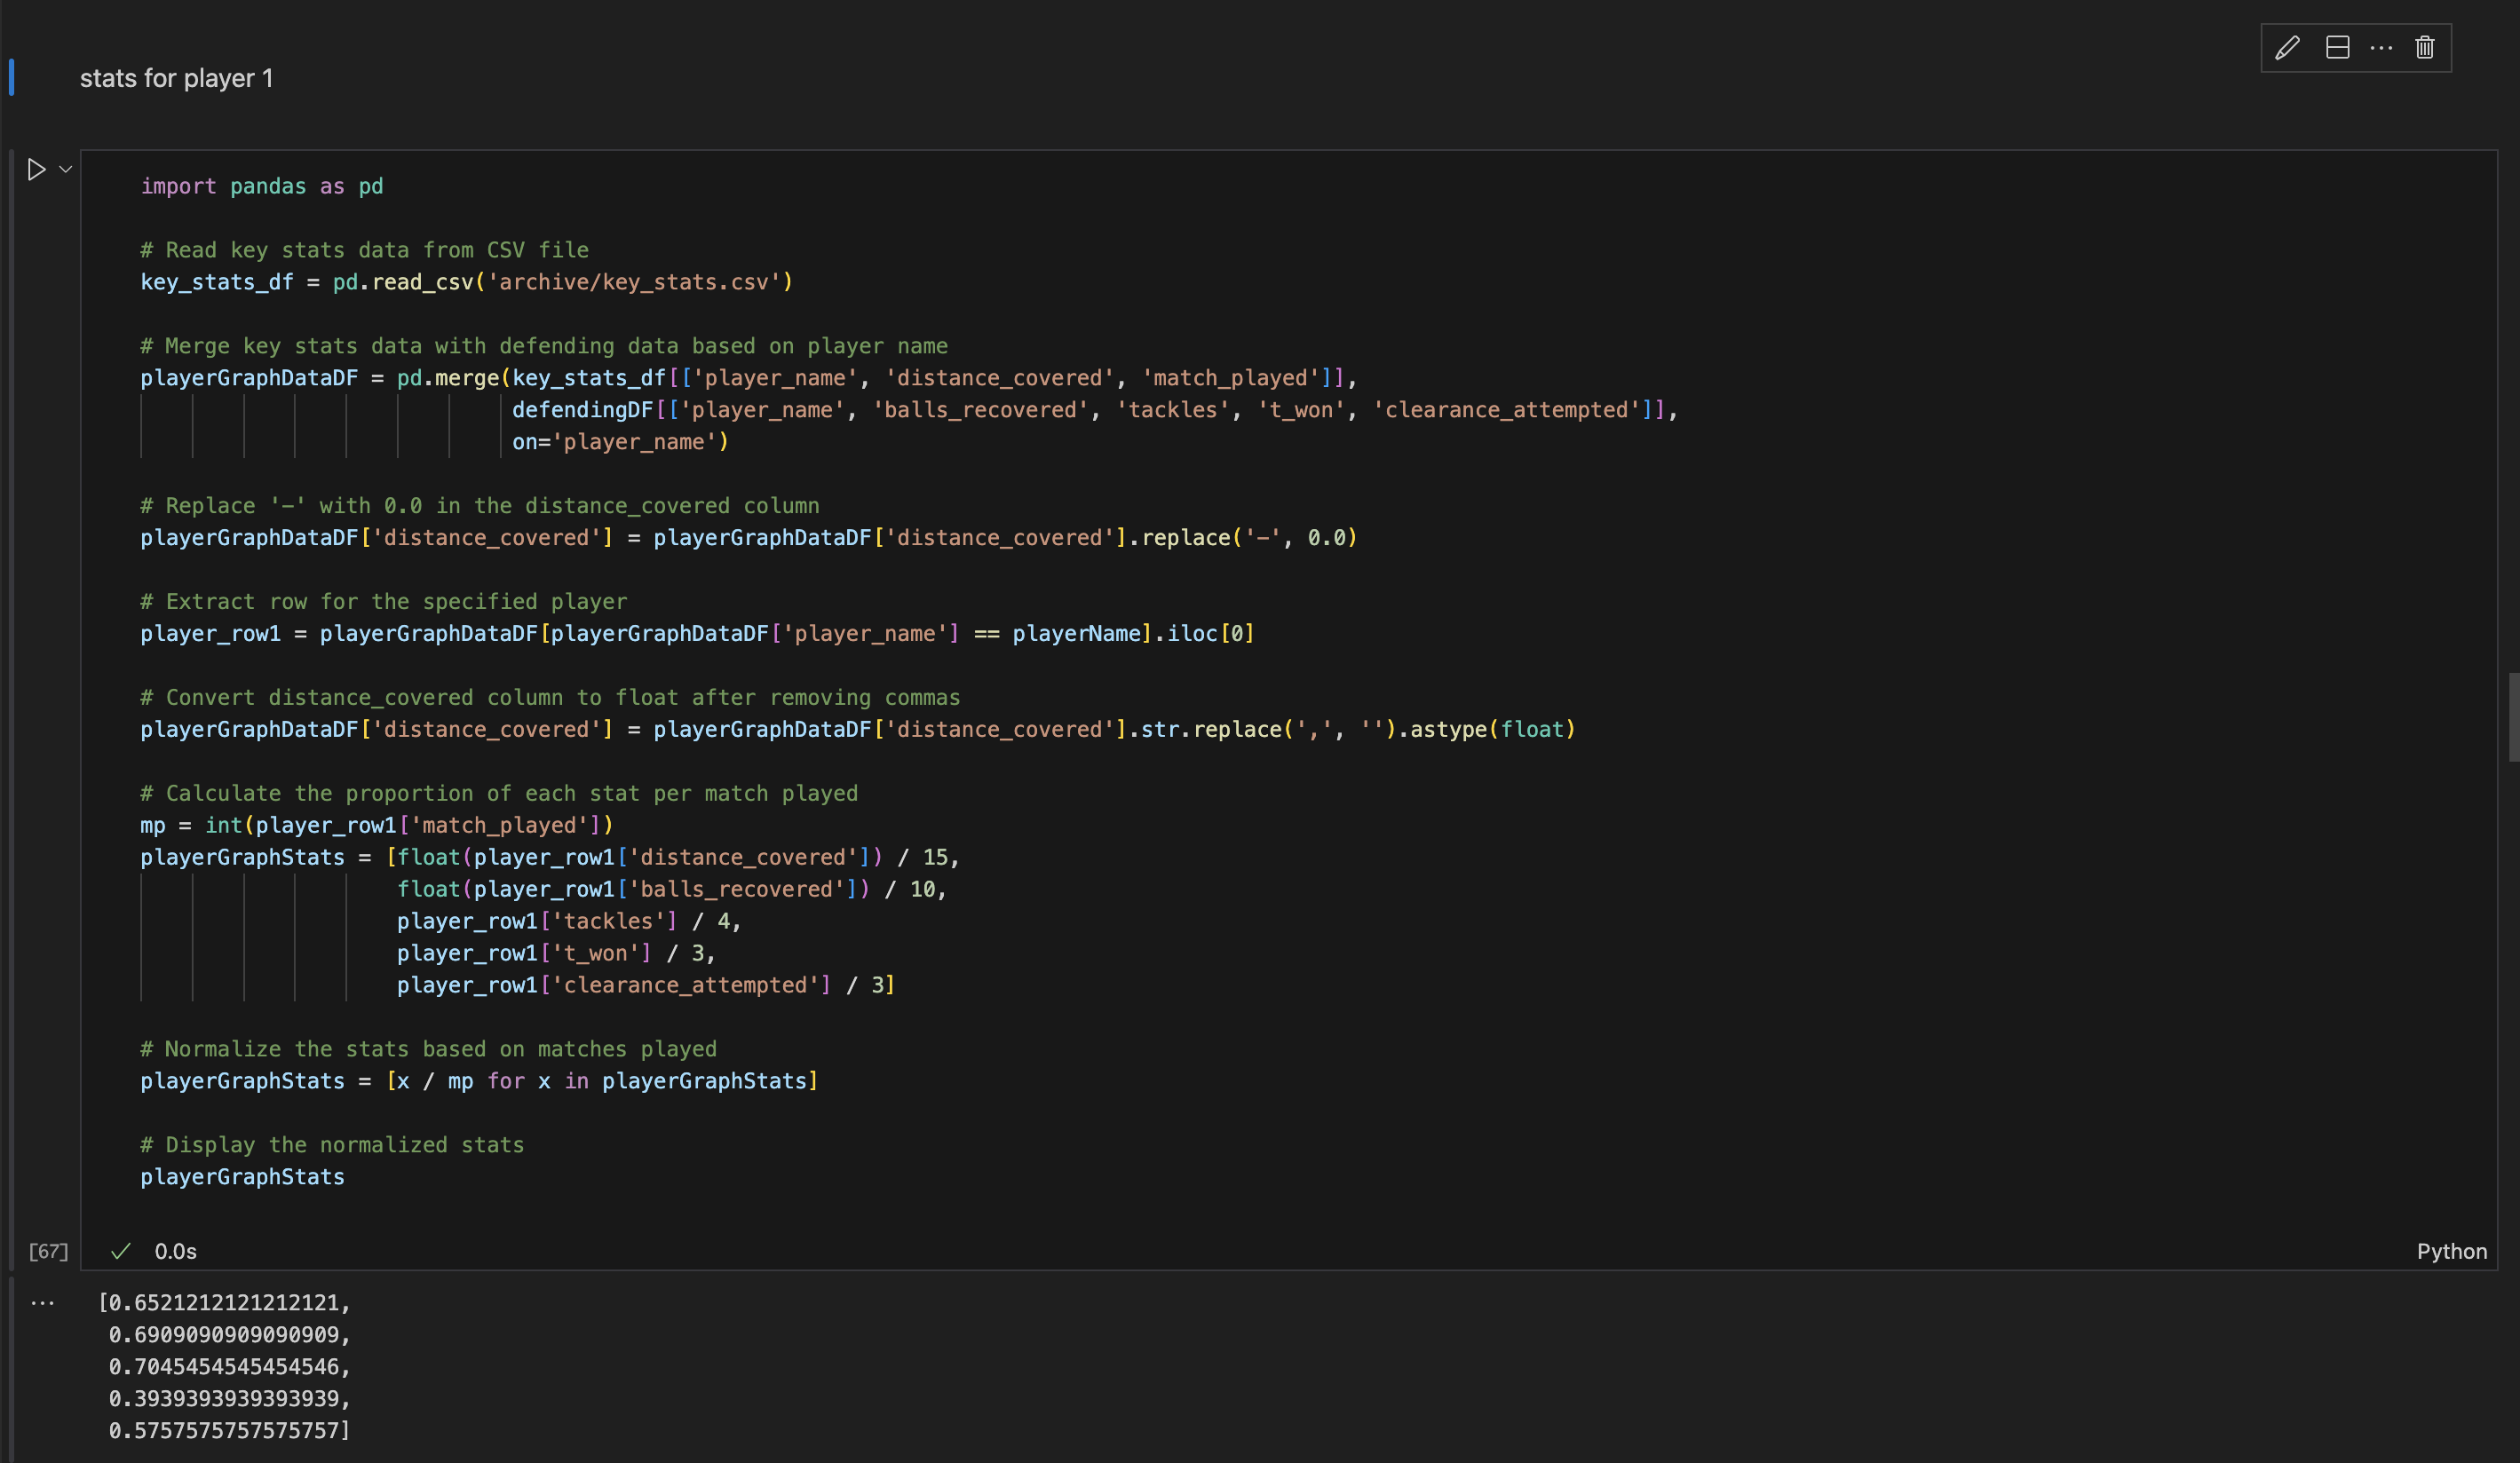 stats for player 1
import pandas as pd
# Read key stats data from CSV file
key_stats_df = pd.read_csv('archive/key_stats.csv')
# Merge key stats data with defending data based on player name
playerGraphDataDF = pd.merge(key_stats_df[['player_name', 'distance_covered', 'match_played']],
defendingDF[['player_name', 'balls_recovered', 'tackles', 't_won', 'clearance_attempted']],
on='player_name')
# Replace '-' with 0.0 in the distance_covered column
playerGraphDataDF['distance_covered'] = playerGraphDataDF['distance_covered'].replace('-', 0.0)
# Extract row for the specified player
player_row1 = playerGraphDataDF[playerGraphDataDF['player_name'] == playerName].iloc[0]
# Convert distance_covered column to float after removing commas
playerGraphDataDF['distance_covered'] = playerGraphDataDF['distance_covered'].str.replace(',', '').astype(float)
# Calculate the proportion of each stat per match played
mp = int(player_row1['match_played'])
playerGraphStats = [float(player_row1['distance_covered']) / 15,
float(player_row1['balls_recovered']) / 10,
player_row1['tackles'] / 4,
player_row1['t_won'] / 3,
player_row1['clearance_attempted'] / 3]
# Normalize the stats based on matches played
playerGraphStats = [x / mp for x in playerGraphStats]
# Display the normalized stats
playerGraphStats
[67] 0.0s Python
[0.6521212121212121,
0.6909090909090909,
0.7045454545454546,
0.3939393939393939,
0.5757575757575757]